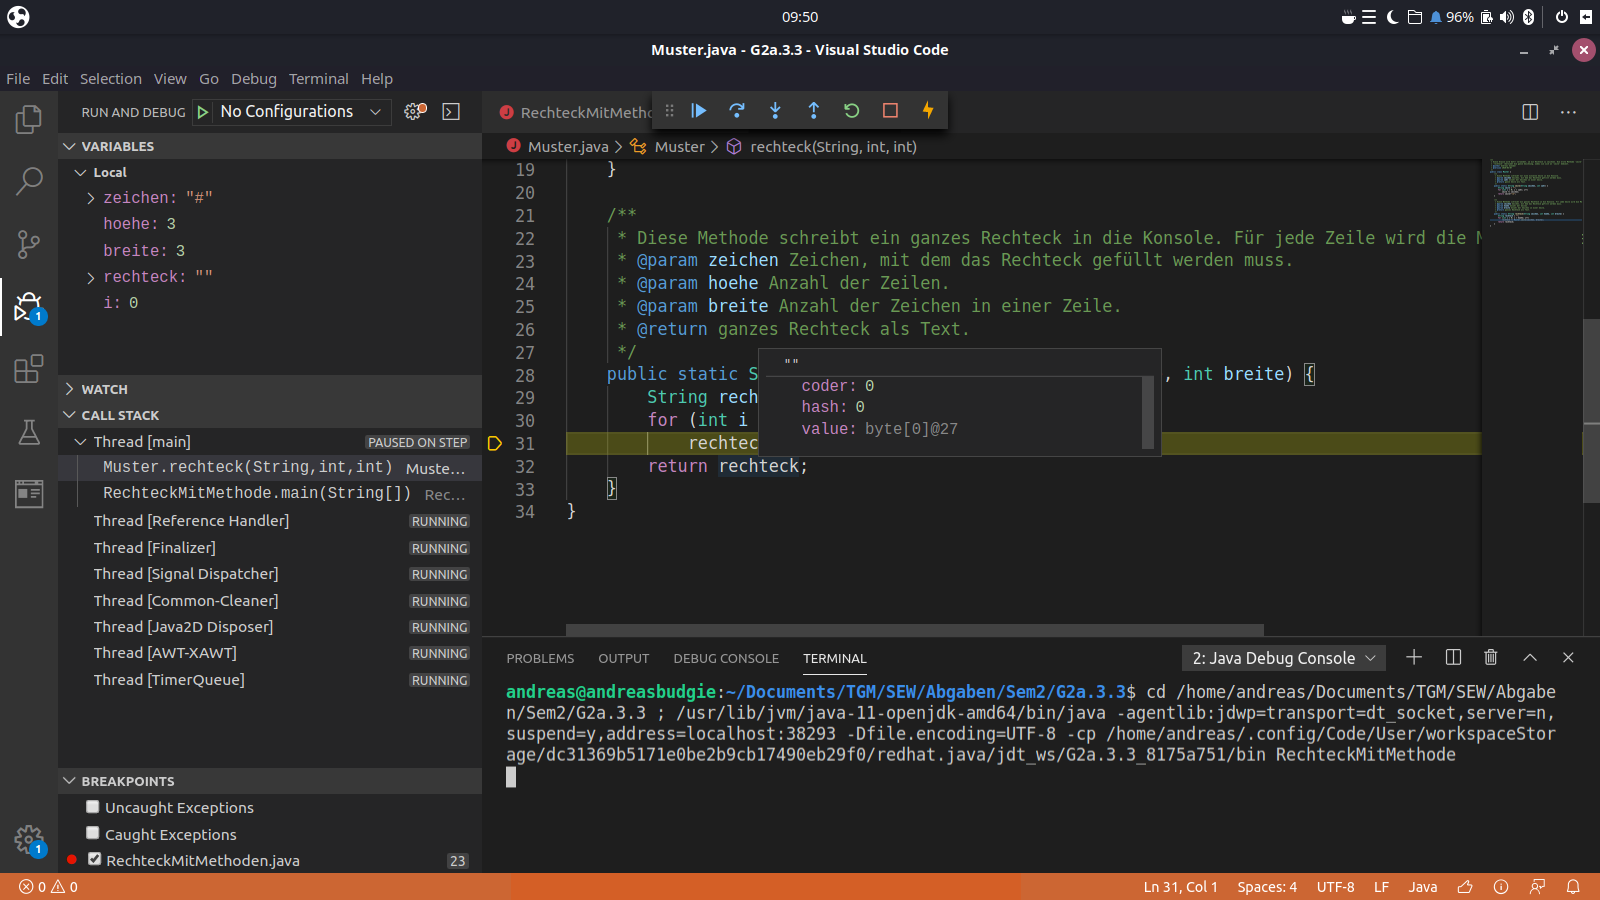 09:50
96%
Muster.java - G2a.3.3 - Visual Studio Code
File Edit Selection View Go Debug Terminal Help
RUN AND DEBUG No Configurations
RechteckMitMetho
VARIABLES
Local
zeichen: "#"
hoehe: 3
breite: 3
rechteck: ""
i: 0
WATCH
CALL STACK
Thread [main] PAUSED ON STEP
Muster.rechteck(String,int,int) Muste...
RechteckMitMethode.main(String[]) Rec...
Thread [Reference Handler] RUNNING
Thread [Finalizer] RUNNING
Thread [Signal Dispatcher] RUNNING
Thread [Common-Cleaner] RUNNING
Thread [Java2D Disposer] RUNNING
Thread [AWT-XAWT] RUNNING
Thread [TimerQueue] RUNNING
BREAKPOINTS
Uncaught Exceptions
Caught Exceptions
RechteckMitMethoden.java 23
1
1
Muster.java > Muster > rechteck(String, int, int)
19 }
20
21 /**
22 * Diese Methode schreibt ein ganzes Rechteck in die Konsole. Für jede Zeile wird die
23 * @param zeichen Zeichen, mit dem das Rechteck gefüllt werden muss.
24 * @param hoehe Anzahl der Zeilen.
25 * @param breite Anzahl der Zeichen in einer Zeile.
26 * @return ganzes Rechteck als Text.
27 */
28 public static S , int breite) {
29 String rech
30 for (int i
31 rechtec
32 return rechteck;
33 }
34 }
""
coder: 0
hash: 0
value: byte[0]@27
PROBLEMS OUTPUT DEBUG CONSOLE TERMINAL 2: Java Debug Console
andreas@andreasbudgie:~/Documents/TGM/SEW/Abgaben/Sem2/G2a.3.3$ cd /home/andreas/Documents/TGM/SEW/Abgabe
n/Sem2/G2a.3.3 ; /usr/lib/jvm/java-11-openjdk-amd64/bin/java -agentlib:jdwp=transport=dt_socket,server=n,
suspend=y,address=localhost:38293 -Dfile.encoding=UTF-8 -cp /home/andreas/.config/Code/User/workspaceStor
age/dc31369b5171e0be2b9cb17490eb29f0/redhat.java/jdt_ws/G2a.3.3_8175a751/bin RechteckMitMethode
0 0
Ln 31, Col 1 Spaces: 4 UTF-8 LF Java